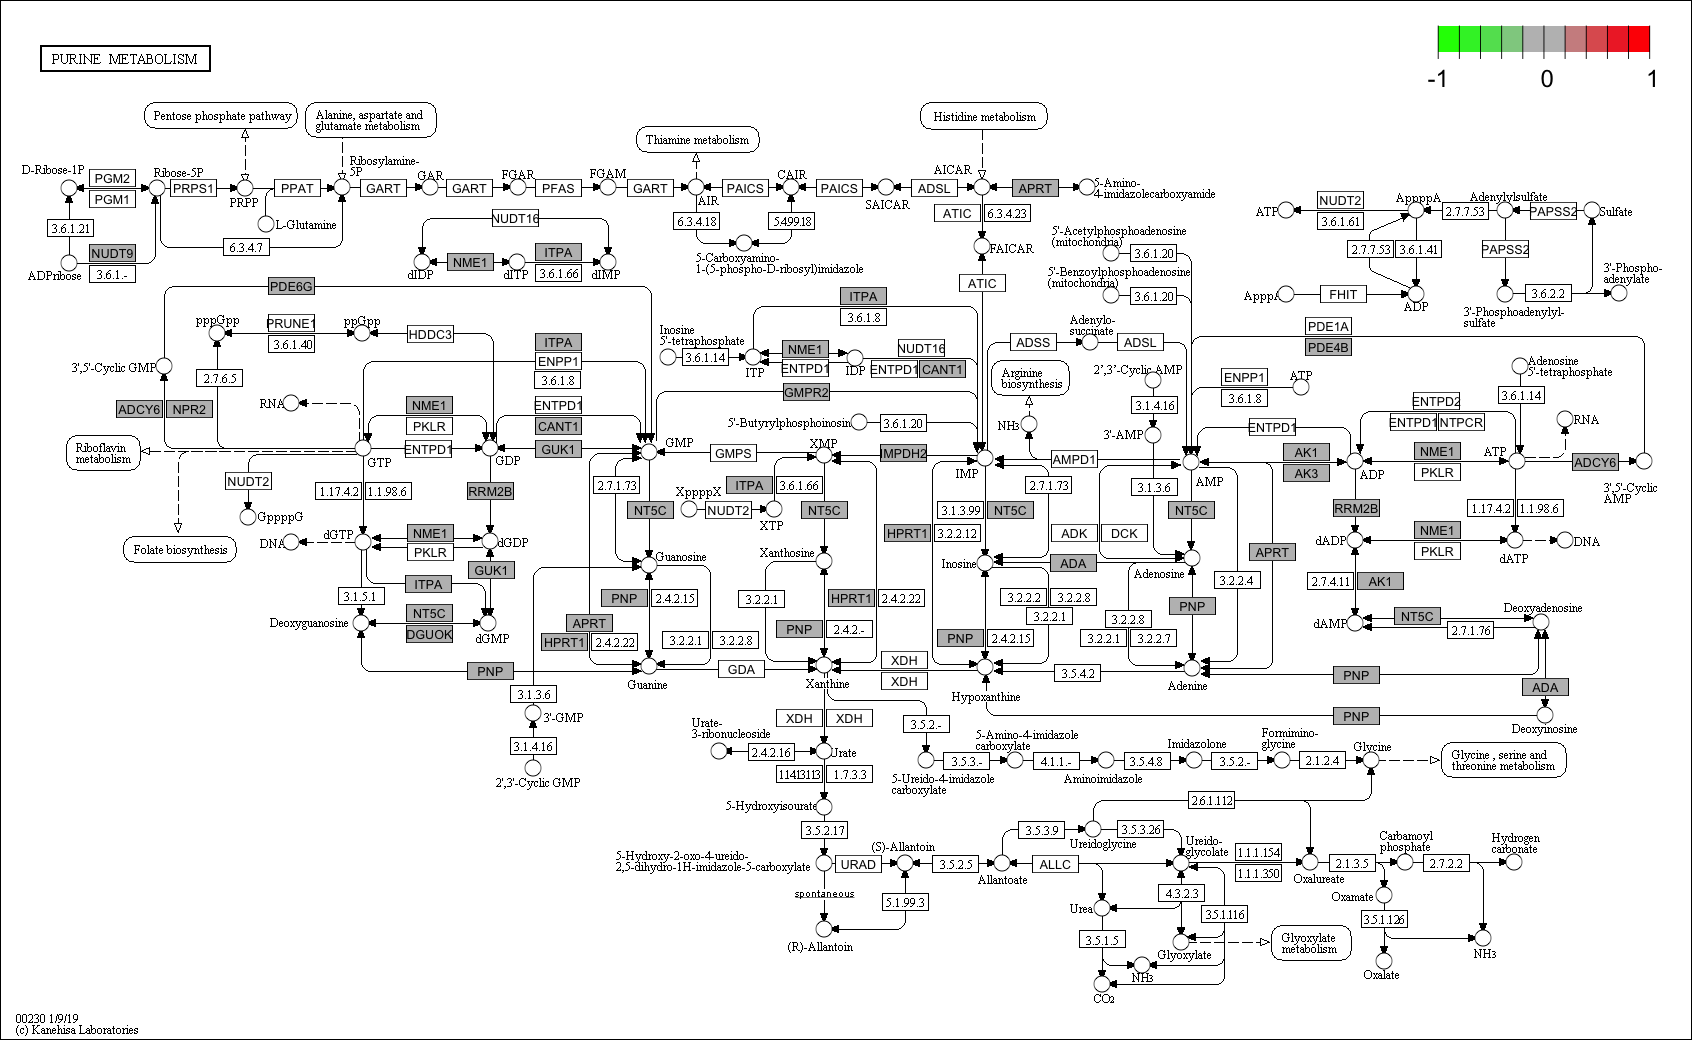 PURINE METABOLISM
-1
0
1
Pentose phosphate pathway
Alanine, aspartate and
glutamate metabolism
Thiamine metabolism
Histidine metabolism
D-Ribose-1P
PGM2
PGM1
Ribose-5P
PRPS1
PRPP
PPAT
Ribosylamine-
5P
GART
GAR
GART
FGAR
PFAS
FGAM
GART
AIR
PAICS
CAIR
PAICS
SAICAR
ADSL
AICAR
APRT
5-Amino-
4-imidazolecarboxyamide
3.6.1.21
NUDT9
3.6.1.-
ADPribose
L-Glutamine
6.3.4.7
NUDT16
dIDP
NME1
dITP
ITPA
3.6.1.66
dIMP
6.3.4.18
5.4.99.18
5-Carboxyamino-
1-(5-phospho-D-ribosyl)imidazole
ATIC
6.3.4.23
FAICAR
ATIC
5'-Acetylphosphoadenosine
(mitochondria)
3.6.1.20
5'-Benzoylphosphoadenosine
(mitochondria)
3.6.1.20
ATP
NUDT2
3.6.1.61
AppppA
2.7.7.53
Adenylylsulfate
PAPSS2
Sulfate
2.7.7.53
3.6.1.41
PAPSS2
ApppA
FHIT
ADP
3.6.2.2
3'-Phospho-
adenylate
3'-Phosphoadenylyl-
sulfate
PDE6G
pppGpp
PRUNE1
3.6.1.40
ppGpp
HDDC3
3',5'-Cyclic GMP
2.7.6.5
ITPA
ENPP1
3.6.1.8
ITPA
3.6.1.8
Inosine
5'-tetraphosphate
3.6.1.14
ITP
NME1
ENTPD1
IDP
NUDT16
ENTPD1
CANT1
GMPR2
ADSS
Adenylo-
succinate
ADSL
Arginine
biosynthesis
PDE1A
PDE4B
2',3'-Cyclic AMP
ENPP1
3.6.1.8
ATP
Adenosine
5'-tetraphosphate
3.6.1.14
ADCY6
NPR2
RNA
NME1
PKLR
ENTPD1
ENTPD1
CANT1
GUK1
Riboflavin
metabolism
GTP
GDP
GMP
5'-Butyrylphosphoinosine
3.6.1.20
NH3
3.1.4.16
3'-AMP
ENTPD1
ENTPD2
ENTPD1
NTPCR
RNA
GMPS
XMP
IMPDH2
IMP
AMPD1
AMP
AK1
AK3
ADP
NME1
PKLR
ATP
ADCY6
3',5'-Cyclic
AMP
NUDT2
GppppG
1.17.4.2
1.1.98.6
RRM2B
2.7.1.73
NT5C
XppppX
ITPA
3.6.1.66
NUDT2
XTP
NT5C
2.7.1.73
3.1.3.6
3.1.3.99
NT5C
HPRT1
3.2.2.12
NT5C
RRM2B
1.17.4.2
1.1.98.6
Folate biosynthesis
DNA
dGTP
NME1
PKLR
dGDP
Guanosine
Xanthosine
Inosine
ADK
DCK
ADA
Adenosine
APRT
dADP
NME1
PKLR
dATP
DNA
ITPA
GUK1
3.1.5.1
NT5C
DGUOK
dGMP
Deoxyguanosine
PNP
2.4.2.15
APRT
HPRT1
2.4.2.22
3.2.2.1
3.2.2.8
3.2.2.1
HPRT1
2.4.2.22
PNP
2.4.2.-
PNP
2.4.2.15
3.2.2.2
3.2.2.8
3.2.2.1
3.2.2.8
3.2.2.1
3.2.2.7
PNP
3.2.2.4
2.7.4.11
AK1
dAMP
NT5C
2.7.1.76
Deoxyadenosine
PNP
Guanine
GDA
Xanthine
XDH
XDH
Hypoxanthine
3.5.4.2
Adenine
PNP
PNP
ADA
Deoxyinosine
3.1.3.6
3'-GMP
3.1.4.16
2',3'-Cyclic GMP
Urate-
3-ribonucleoside
2.4.2.16
XDH
XDH
Urate
1.7.3.3
5-Hydroxyisourate
3.5.2.17
3.5.2.-
5-Ureido-4-imidazole
carboxylate
3.5.3.-
5-Amino-4-imidazole
carboxylate
4.1.1.-
Aminoimidazole
3.5.4.8
Imidazolone
3.5.2.-
Formimino-
glycine
2.1.2.4
Glycine
Glycine , serine and
threonine metabolism
2.6.1.112
5-Hydroxy-2-oxo-4-ureido-
2,5-dihydro-1H-imidazole-5-carboxylate
URAD
(S)-Allantoin
3.5.2.5
Allantoate
3.5.3.9
Ureidoglycine
3.5.3.26
ALLC
Ureido-
glycolate
1.1.1.154
1.1.1.350
Oxalureate
2.1.3.5
Carbamoyl
phosphate
2.7.2.2
Hydrogen
carbonate
spontaneous
5.1.99.3
(R)-Allantoin
Urea
4.3.2.3
3.5.1.116
3.5.1.5
Glyoxylate
Glyoxylate
metabolism
NH3
CO2
Oxamate
3.5.1.126
Oxalate
NH3
00230 1/9/19
(c) Kanehisa Laboratories